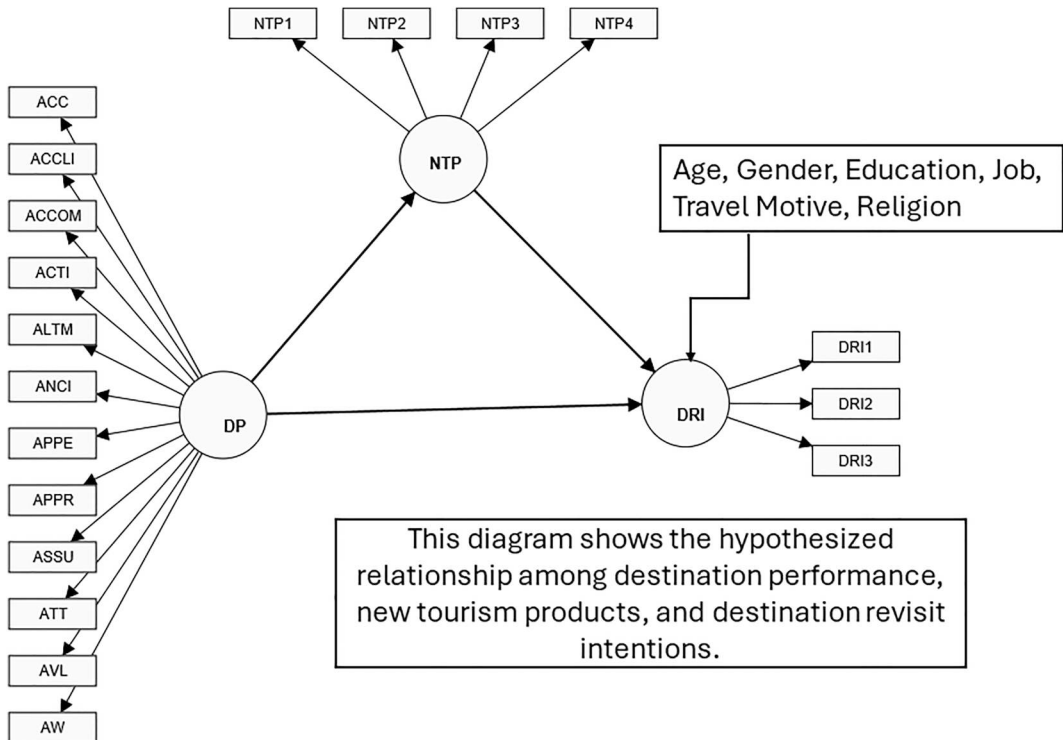 NTP1
NTP2
NTP3
NTP4
ACC
ACCLI
ACCOM
ACTI
ALTM
ANCI
APPE
APPR
ASSU
ATT
AVL
AW
NTP
DP
Age, Gender, Education, Job,
Travel Motive, Religion
DRI
DRI1
DRI2
DRI3
This diagram shows the hypothesized
relationship among destination performance,
new tourism products, and destination revisit
intentions.